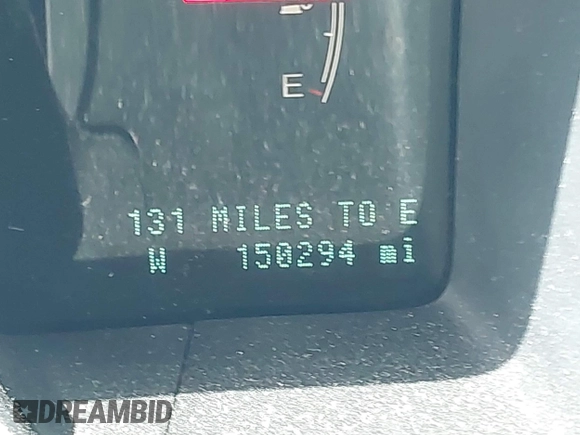 E
131 MILES TO E
W 150294 mi
DREAMBID